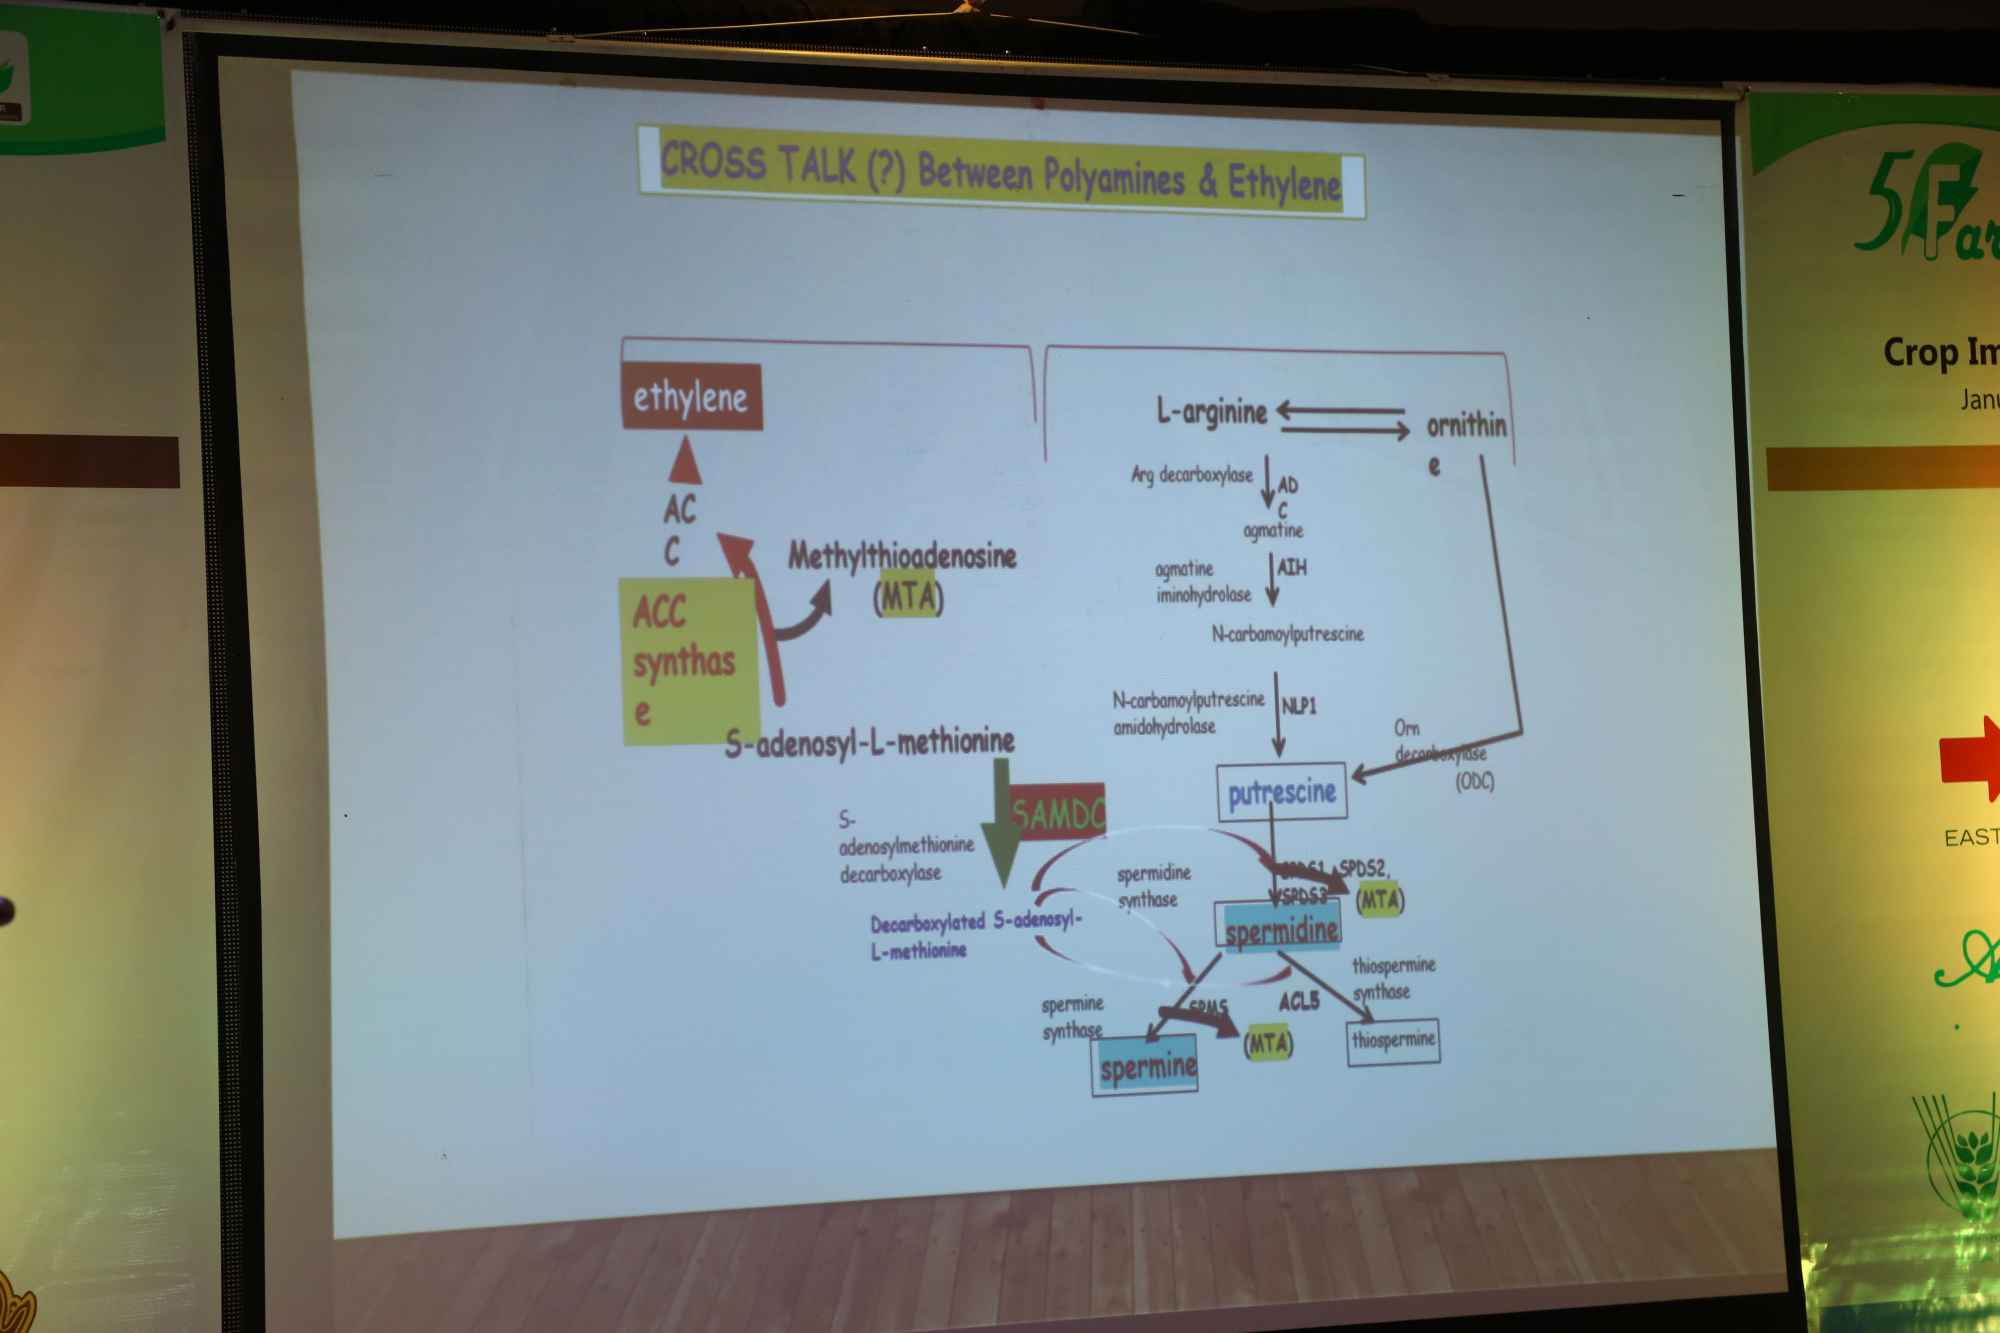 CROSS TALK (?) Between Polyamines & Ethylene
ethylene
AC
C
ACC
synthas
e
Methylthioadenosine
(MTA)
S-adenosyl-L-methionine
SAMDC
S-
adenosylmethionine
decarboxylase
Decarboxylated S-adenosyl-
L-methionine
L-arginine
ornithin
e
Arg decarboxylase
AD
C
agmatine
agmatine
iminohydrolase
AIH
N-carbamoylputrescine
N-carbamoylputrescine
amidohydrolase
NLP1
Orn
decarboxylase
(ODC)
putrescine
spermidine
synthase
SPDS1, SPDS2,
SPDS3
(MTA)
spermidine
thiospermine
synthase
spermine
synthase
SPMS
ACL5
(MTA)
thiospermine
spermine
5
Far
Crop Im
Janu
EAST